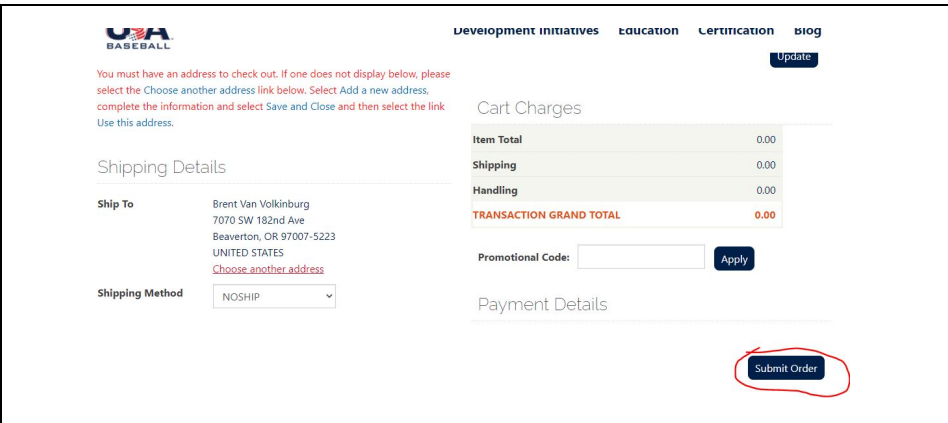 USA
BASEBALL
Development Initiatives Education Certification Blog
Update
You must have an address to check out. If one does not display below, please
select the Choose another address link below. Select Add a new address,
complete the information and select Save and Close and then select the link
Use this address.
Shipping Details
Ship To
Brent Van Volkinburg
7070 SW 182nd Ave
Beaverton, OR 97007-5223
UNITED STATES
Choose another address
Shipping Method
NOSHIP
Cart Charges
Item Total 0.00
Shipping 0.00
Handling 0.00
TRANSACTION GRAND TOTAL 0.00
Promotional Code:
Apply
Payment Details
Submit Order